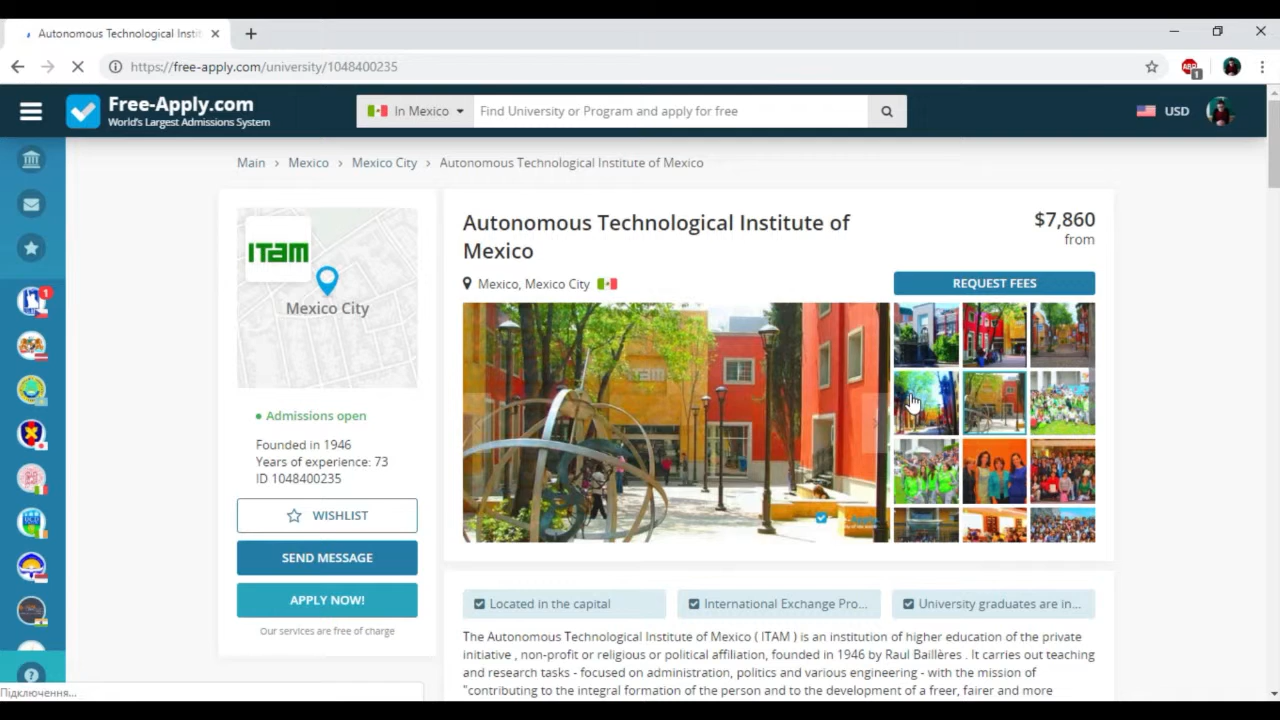 Autonomous Technological Instit
https://free-apply.com/university/1048400235
ABP
1
Free-Apply.com
World's Largest Admissions System
In Mexico
Find University or Program and apply for free
USD
Main > Mexico > Mexico City > Autonomous Technological Institute of Mexico
1
ITAM
Mexico City
Admissions open
Founded in 1946
Years of experience: 73
ID 1048400235
WISHLIST
SEND MESSAGE
APPLY NOW!
Our services are free of charge
Autonomous Technological Institute of
Mexico
$7,860
from
Mexico, Mexico City
REQUEST FEES
Located in the capital
International Exchange Pro...
University graduates are in...
The Autonomous Technological Institute of Mexico ( ITAM ) is an institution of higher education of the private
initiative , non-profit or religious or political affiliation, founded in 1946 by Raul Baillères . It carries out teaching
and research tasks - focused on administration, politics and various engineering - with the mission of
"contributing to the integral formation of the person and to the development of a freer, fairer and more
?
Підключення...